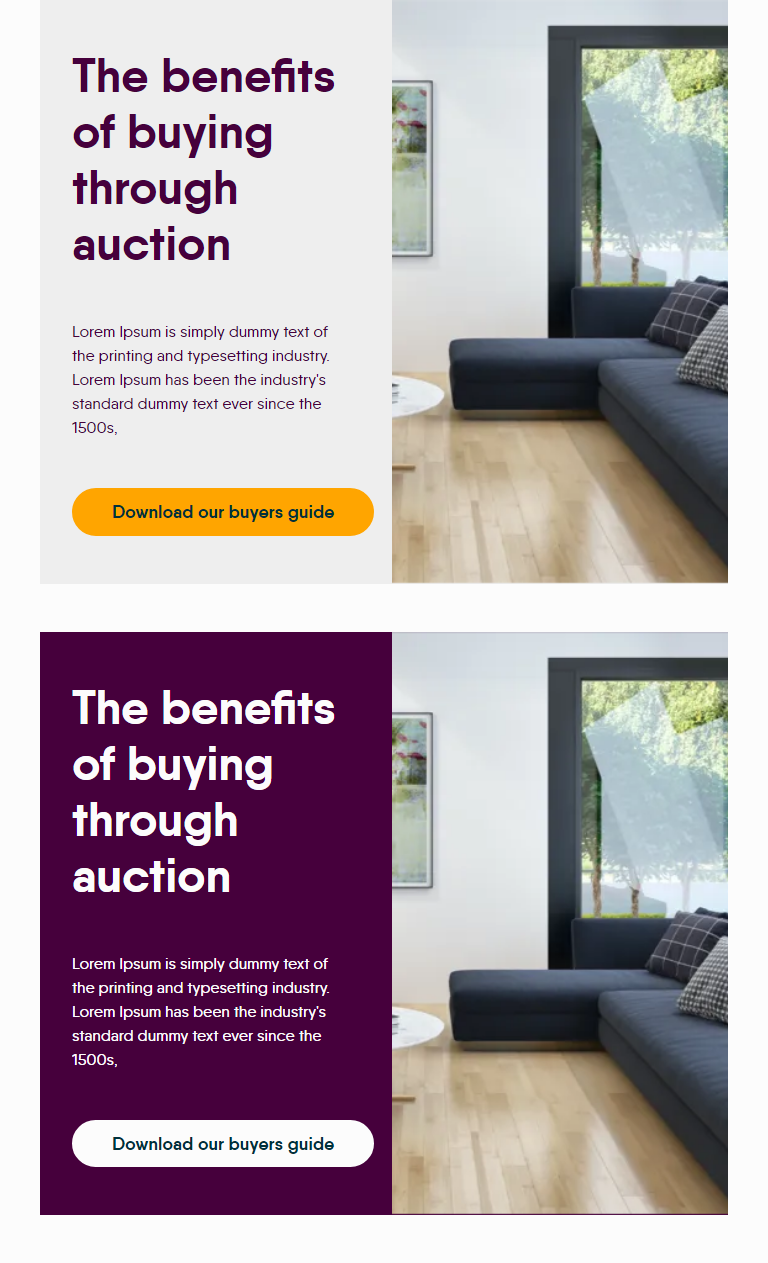 The benefits
of buying
through
auction
Lorem Ipsum is simply dummy text of
the printing and typesetting industry.
Lorem Ipsum has been the industry's
standard dummy text ever since the
1500s,
Download our buyers guide
The benefits
of buying
through
auction
Lorem Ipsum is simply dummy text of
the printing and typesetting industry.
Lorem Ipsum has been the industry's
standard dummy text ever since the
1500s,
Download our buyers guide